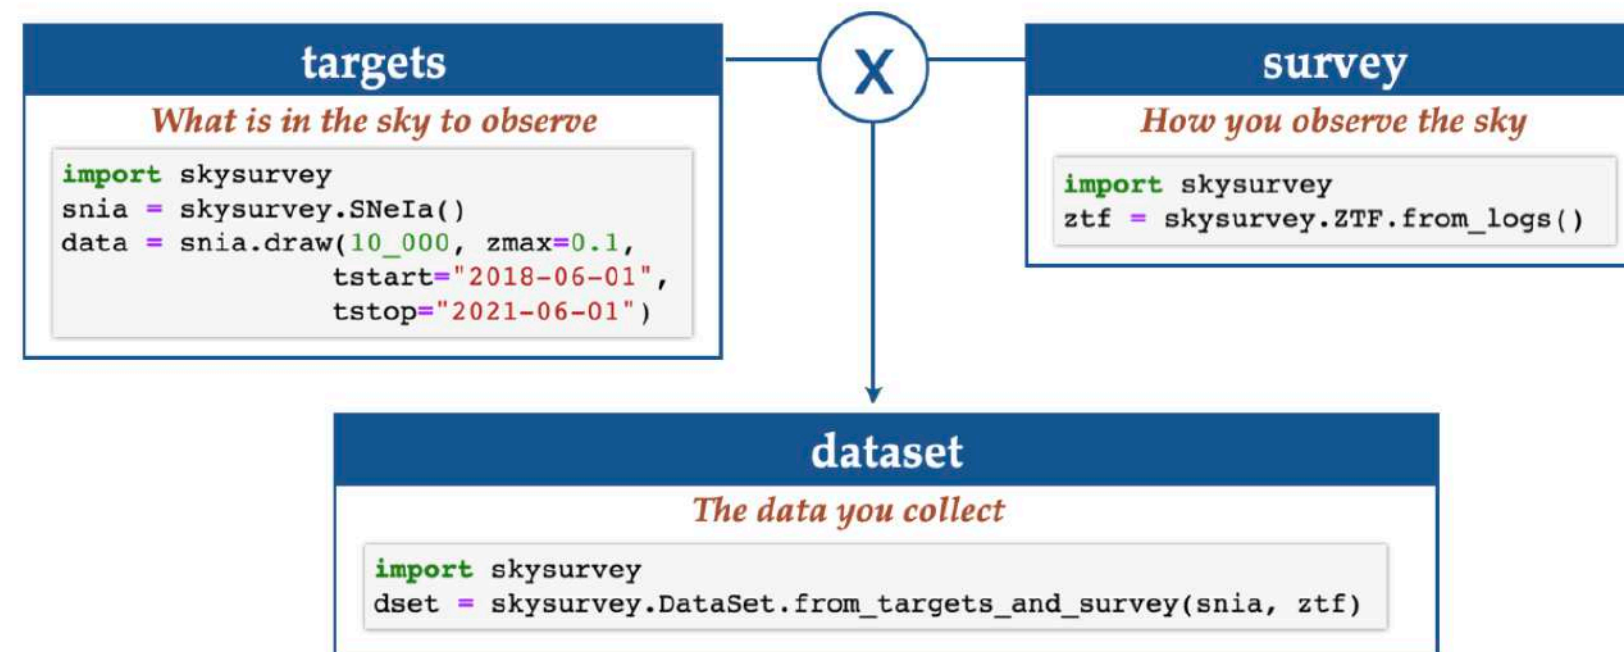 targets
What is in the sky to observe
import skysurvey
snia = skysurvey.SNeIa()
data = snia.draw(10_000, zmax=0.1,
tstart="2018-06-01",
tstop="2021-06-01")
X
survey
How you observe the sky
import skysurvey
ztf = skysurvey.ZTF.from_logs()
dataset
The data you collect
import skysurvey
dset = skysurvey.DataSet.from_targets_and_survey(snia, ztf)